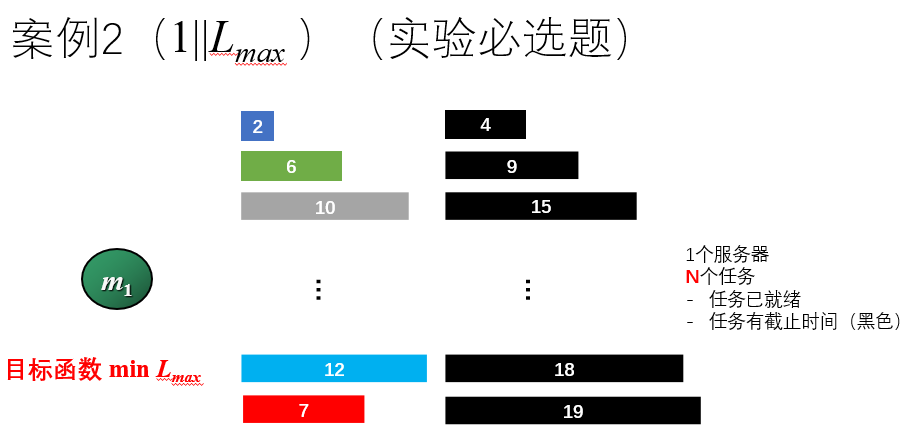 案例2（1||Lmax ）（实验必选题）
2 4
6 9
10 15
1个服务器
N个任务
- 任务已就绪
- 任务有截止时间（黑色）
m1
⋮ ⋮
目标函数 min Lmax
12 18
7 19